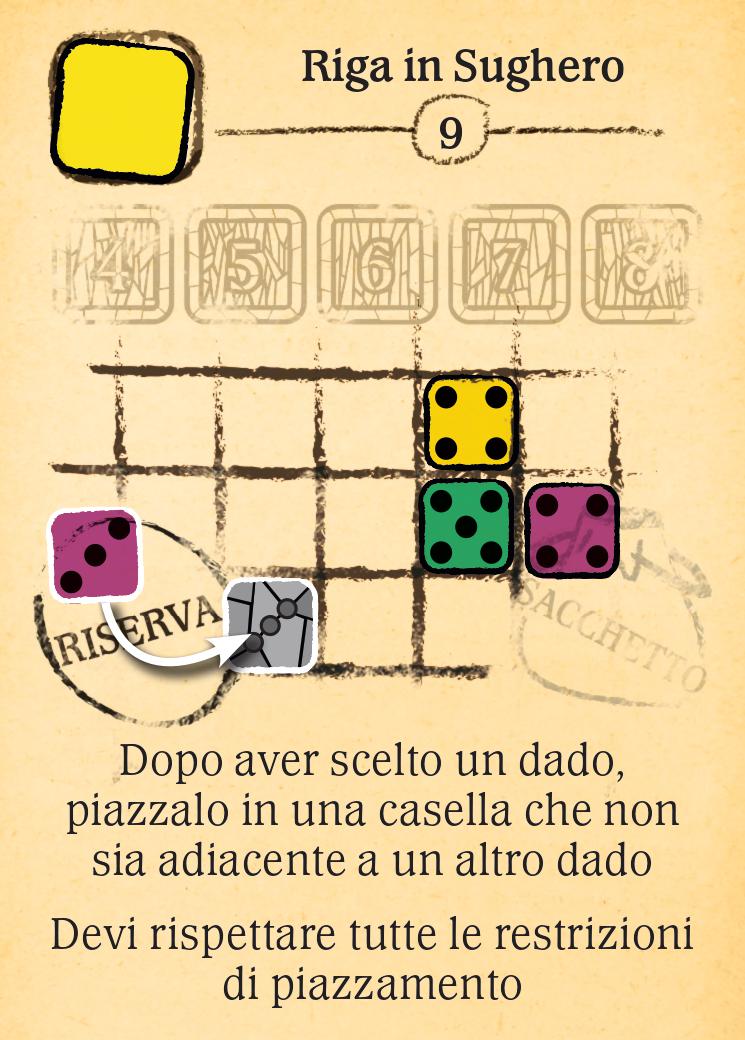 Riga in Sughero
9
4 5 6 7 8
RISERVA
SACCHETTO
Dopo aver scelto un dado,
piazzalo in una casella che non
sia adiacente a un altro dado
Devi rispettare tutte le restrizioni
di piazzamento